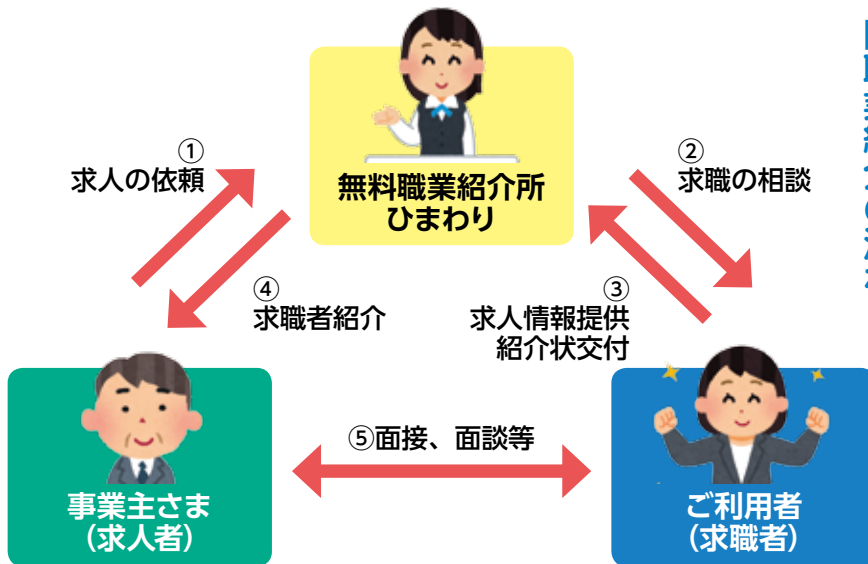 無料職業紹介所
ひまわり
①
求人の依頼
②
求職の相談
④
求職者紹介
③
求人情報提供
紹介状交付
⑤面接、面談等
事業主さま
(求人者)
ご利用者
(求職者)